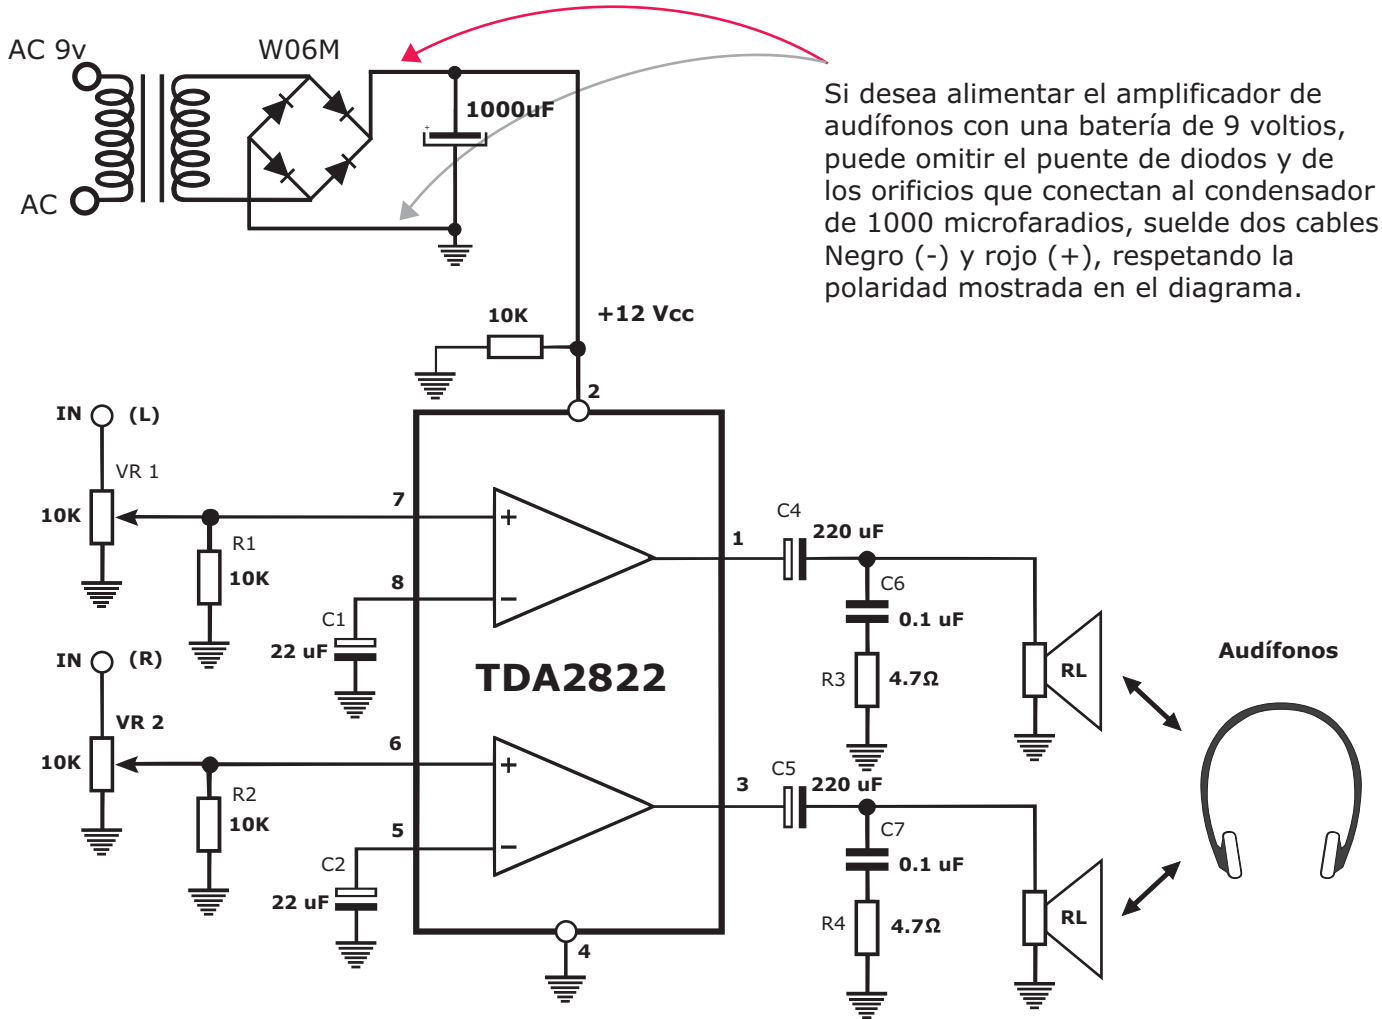 AC 9v
W06M
AC
1000uF
+
Si desea alimentar el amplificador de
audífonos con una batería de 9 voltios,
puede omitir el puente de diodos y de
los orificios que conectan al condensador
de 1000 microfaradios, suelde dos cables
Negro (-) y rojo (+), respetando la
polaridad mostrada en el diagrama.
10K
+12 Vcc
2
IN (L)
VR 1
10K
R1
10K
7
+
8
−
C1
22 uF
1
C4
220 uF
C6
0.1 uF
R3
4.7Ω
RL
TDA2822
Audífonos
IN (R)
VR 2
10K
R2
10K
6
+
5
−
C2
22 uF
3
C5
220 uF
C7
0.1 uF
R4
4.7Ω
RL
4